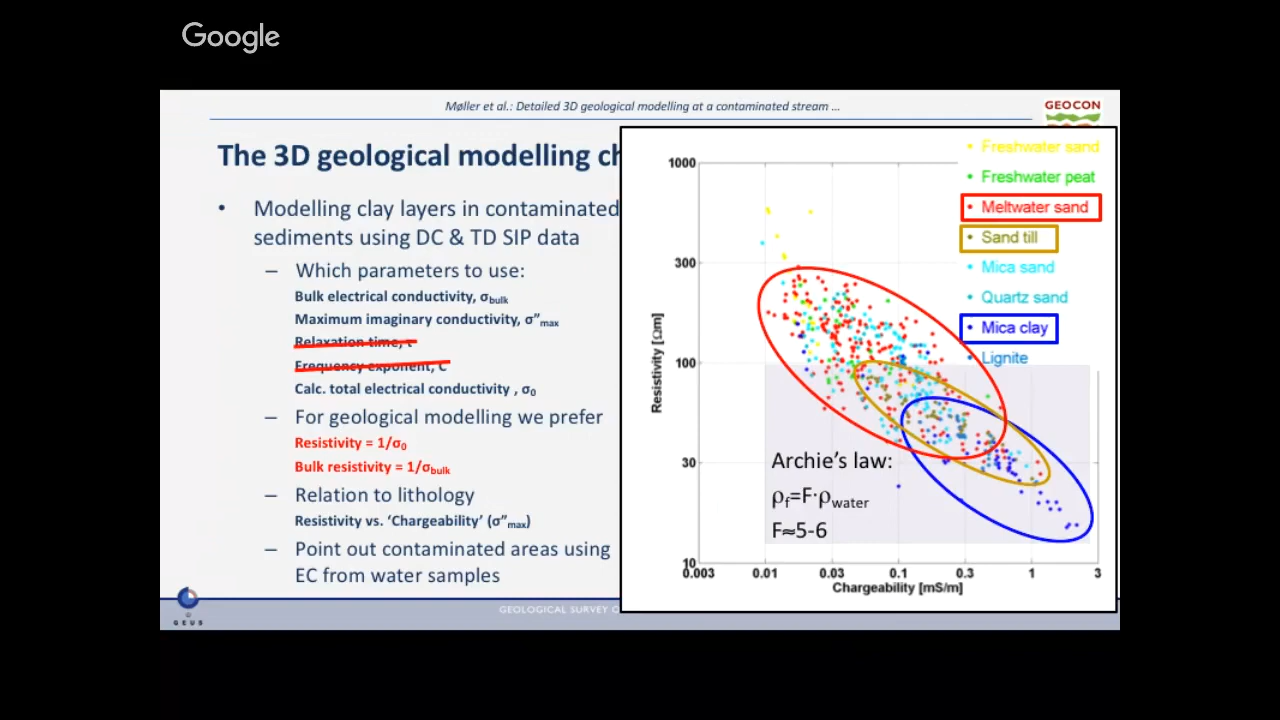 Google
Møller et al.: Detailed 3D geological modelling at a contaminated stream ...
GEOCON
The 3D geological modelling ch
• Modelling clay layers in contaminated
sediments using DC & TD SIP data
– Which parameters to use:
Bulk electrical conductivity, σbulk
Maximum imaginary conductivity, σ”max
Relaxation time, τ
Frequency exponent, C
Calc. total electrical conductivity , σ0
– For geological modelling we prefer
Resistivity = 1/σ0
Bulk resistivity = 1/σbulk
– Relation to lithology
Resistivity vs. ‘Chargeability’ (σ”max)
– Point out contaminated areas using
EC from water samples
GEUS
GEOLOGICAL SURVEY O
Freshwater sand
Freshwater peat
Meltwater sand
Sand till
Mica sand
Quartz sand
Mica clay
Lignite
Resistivity [Ωm]
1000
300
100
30
10
Archie’s law:
ρf=F·ρwater
F≈5-6
0.003 0.01 0.03 0.1 0.3 1 3
Chargeability [mS/m]